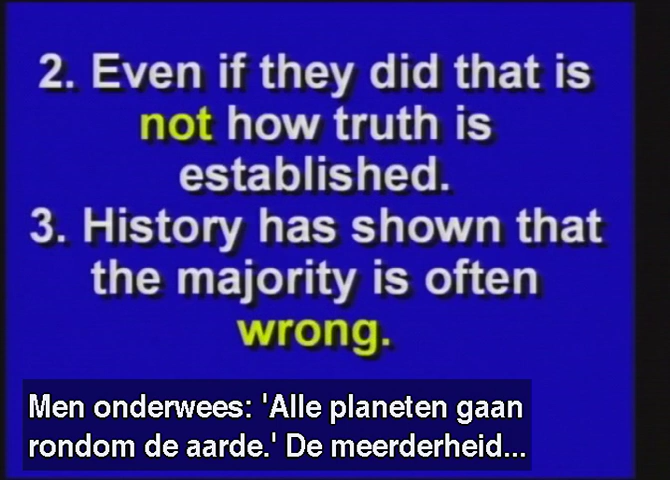 2. Even if they did that is
not how truth is
established.
3. History has shown that
the majority is often
wrong.
Men onderwees: 'Alle planeten gaan
rondom de aarde.' De meerderheid...